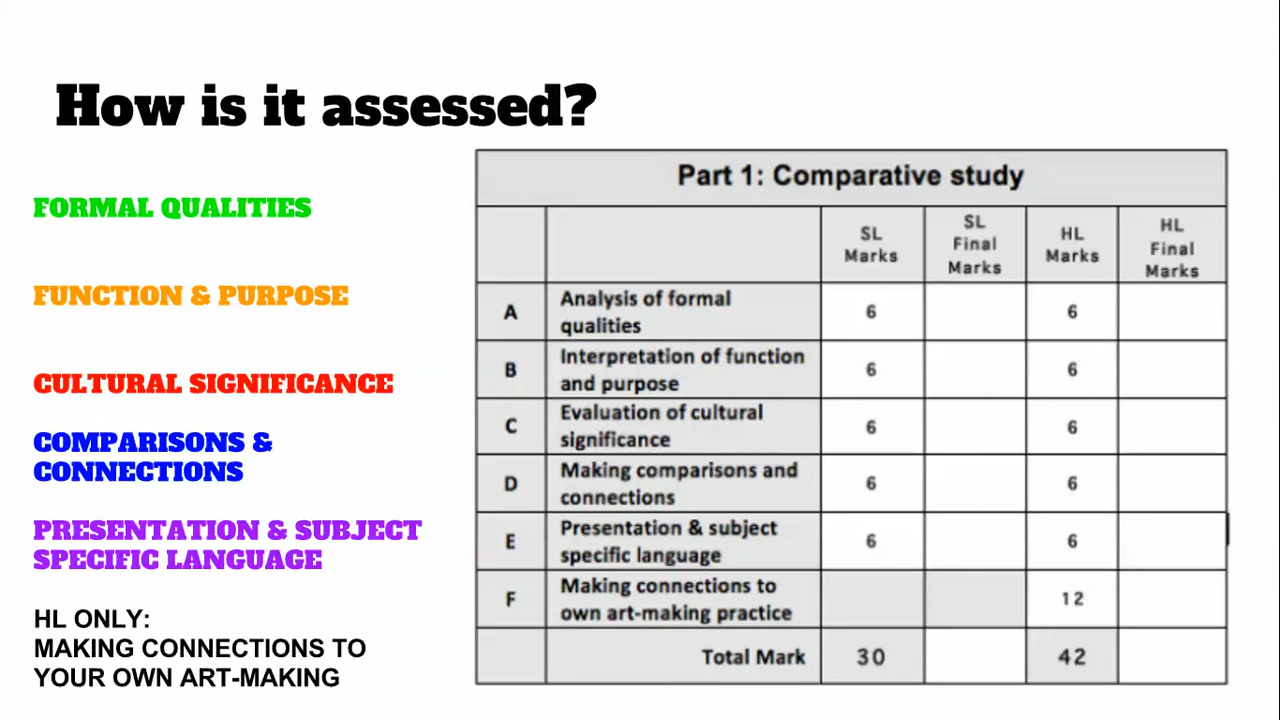 How is it assessed?
FORMAL QUALITIES
FUNCTION & PURPOSE
CULTURAL SIGNIFICANCE
COMPARISONS &
CONNECTIONS
PRESENTATION & SUBJECT
SPECIFIC LANGUAGE
HL ONLY:
MAKING CONNECTIONS TO
YOUR OWN ART-MAKING
Part 1: Comparative study
SL
Marks
SL
Final
Marks
HL
Marks
HL
Final
Marks
A
Analysis of formal
qualities
6
6
B
Interpretation of function
and purpose
6
6
C
Evaluation of cultural
significance
6
6
D
Making comparisons and
connections
6
6
E
Presentation & subject
specific language
6
6
F
Making connections to
own art-making practice
12
Total Mark
30
42